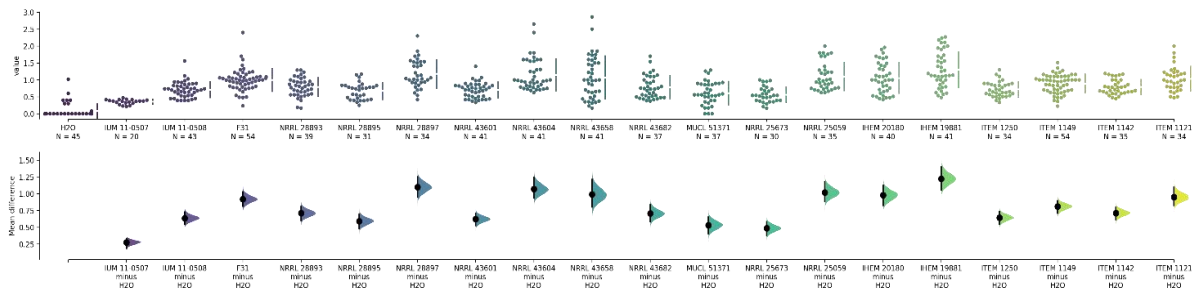 3.0
2.5
2.0
1.5
1.0
0.5
0.0
value
H2O IUM 11-0507 IUM 11-0508 F31 NRRL 28893 NRRL 28895 NRRL 28897 NRRL 43601 NRRL 43604 NRRL 43658 NRRL 43682 MUCL 51371 NRRL 25673 NRRL 25059 IHEM 20180 IHEM 19881 ITEM 1250 ITEM 1149 ITEM 1142 ITEM 1121
N = 45 N = 20 N = 43 N = 54 N = 39 N = 31 N = 37 N = 41 N = 41 N = 41 N = 37 N = 37 N = 30 N = 35 N = 40 N = 41 N = 34 N = 54 N = 35 N = 34
1.50
1.25
1.00
0.75
0.50
0.25
Mean difference
IUM 11-0507 IUM 11-0508 F31 NRRL 28893 NRRL 28895 NRRL 28897 NRRL 43601 NRRL 43604 NRRL 43658 NRRL 43682 MUCL 51371 NRRL 25673 NRRL 25059 IHEM 20180 IHEM 19881 ITEM 1250 ITEM 1149 ITEM 1142 ITEM 1121
minus minus minus minus minus minus minus minus minus minus minus minus minus minus minus minus minus minus minus
H2O H2O H2O H2O H2O H2O H2O H2O H2O H2O H2O H2O H2O H2O H2O H2O H2O H2O H2O